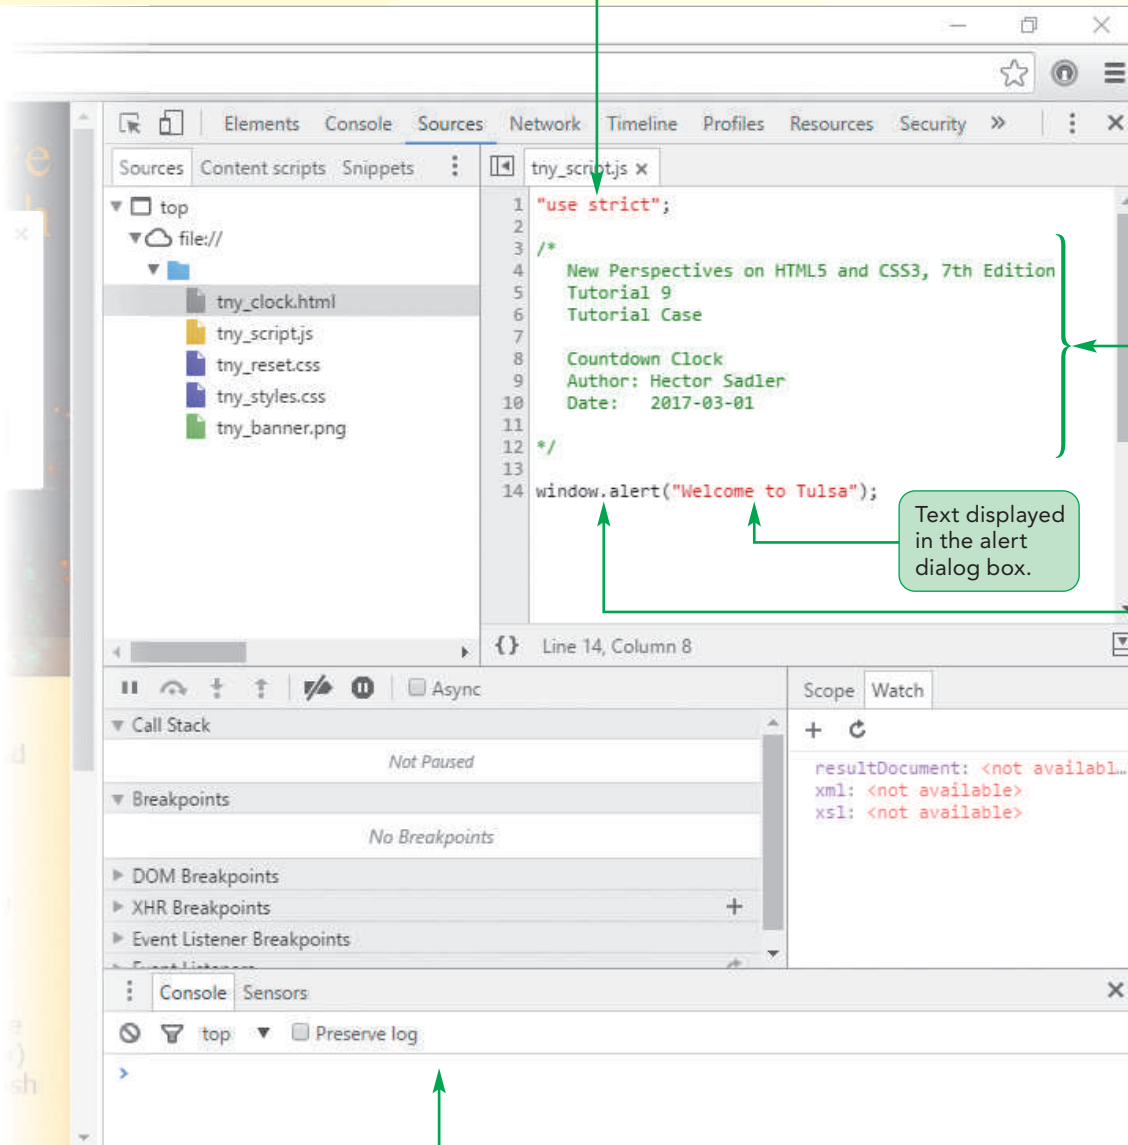 Elements Console Sources Network Timeline Profiles Resources Security »
Sources Content scripts Snippets
tny_script.js ×
top
file://
tny_clock.html
tny_script.js
tny_reset.css
tny_styles.css
tny_banner.png
1 "use strict";
2
3 /*
4 New Perspectives on HTML5 and CSS3, 7th Edition
5 Tutorial 9
6 Tutorial Case
7
8 Countdown Clock
9 Author: Hector Sadler
10 Date: 2017-03-01
11
12 */
13
14 window.alert("Welcome to Tulsa");
Text displayed
in the alert
dialog box.
{} Line 14, Column 8
Async
Call Stack
Not Paused
Breakpoints
No Breakpoints
DOM Breakpoints
XHR Breakpoints +
Event Listener Breakpoints
Event Listeners
Scope Watch
resultDocument: <not availabl…
xml: <not available>
xsl: <not available>
Console Sensors
top Preserve log
>